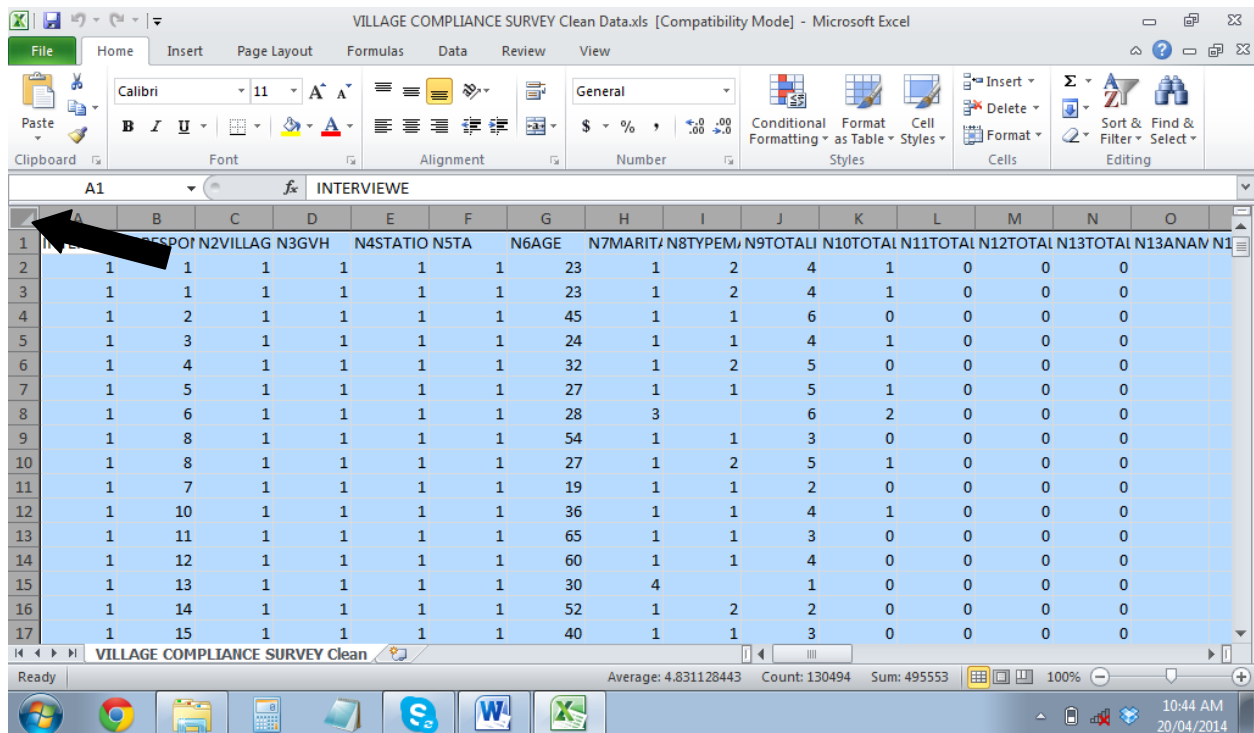 VILLAGE COMPLIANCE SURVEY Clean Data.xls [Compatibility Mode] - Microsoft Excel
File Home Insert Page Layout Formulas Data Review View
Calibri 11 A A General Insert Σ
Paste Delete
B I U A $ % , .00 .0 Conditional Format Cell Format Sort & Find &
Formatting as Table Styles Filter Select
Clipboard Font Alignment Number Styles Cells Editing
A1 fx INTERVIEWE
A B C D E F G H I J K L M N O
1 N2VILLAG N3GVH N4STATIO N5TA N6AGE N7MARITA N8TYPEMA N9TOTALI N10TOTAL N11TOTAL N12TOTAL N13TOTAL N13ANAM N1
2 1 1 1 1 1 1 23 1 2 4 1 0 0 0
3 1 1 1 1 1 1 23 1 2 4 1 0 0 0
4 1 2 1 1 1 1 45 1 1 6 0 0 0 0
5 1 3 1 1 1 1 24 1 1 4 1 0 0 0
6 1 4 1 1 1 1 32 1 2 5 0 0 0 0
7 1 5 1 1 1 1 27 1 1 5 1 0 0 0
8 1 6 1 1 1 1 28 3 6 2 0 0 0
9 1 8 1 1 1 1 54 1 1 3 0 0 0 0
10 1 8 1 1 1 1 27 1 2 5 1 0 0 0
11 1 7 1 1 1 1 19 1 1 2 0 0 0 0
12 1 10 1 1 1 1 36 1 1 4 1 0 0 0
13 1 11 1 1 1 1 65 1 1 3 0 0 0 0
14 1 12 1 1 1 1 60 1 1 4 0 0 0 0
15 1 13 1 1 1 1 30 4 1 0 0 0 0
16 1 14 1 1 1 1 52 1 2 2 0 0 0 0
17 1 15 1 1 1 1 40 1 1 3 0 0 0 0
VILLAGE COMPLIANCE SURVEY Clean
Ready Average: 4.831128443 Count: 130494 Sum: 495553 100%
10:44 AM
20/04/2014